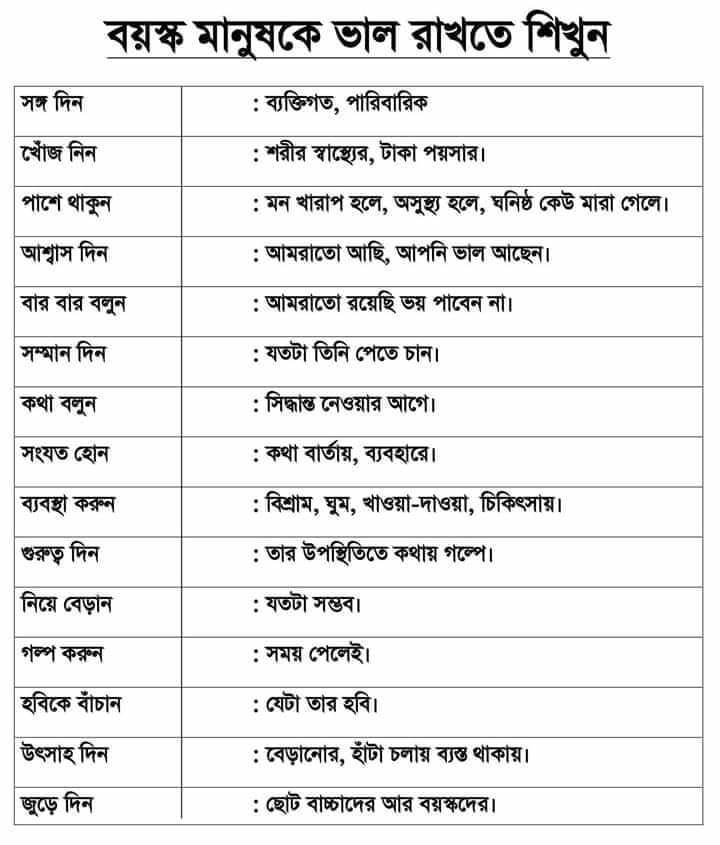 বয়স্ক মানুষকে ভাল রাখতে শিখুন
সঙ্গ দিন : ব্যক্তিগত, পারিবারিক
খোঁজ নিন : শরীর স্বাস্থ্যের, টাকা পয়সার।
পাশে থাকুন : মন খারাপ হলে, অসুস্থ্য হলে, ঘনিষ্ঠ কেউ মারা গেলে।
আশ্বাস দিন : আমরাতো আছি, আপনি ভাল আছেন।
বার বার বলুন : আমরাতো রয়েছি ভয় পাবেন না।
সম্মান দিন : যতটা তিনি পেতে চান।
কথা বলুন : সিদ্ধান্ত নেওয়ার আগে।
সংযত হোন : কথা বার্তায়, ব্যবহারে।
ব্যবস্থা করুন : বিশ্রাম, ঘুম, খাওয়া-দাওয়া, চিকিৎসায়।
গুরুত্ব দিন : তার উপস্থিতিতে কথায় গল্পে।
নিয়ে বেড়ান : যতটা সম্ভব।
গল্প করুন : সময় পেলেই।
হবিকে বাঁচান : যেটা তার হবি।
উৎসাহ দিন : বেড়ানোর, হাঁটা চলায় ব্যস্ত থাকায়।
জুড়ে দিন : ছোট বাচ্চাদের আর বয়স্কদের।